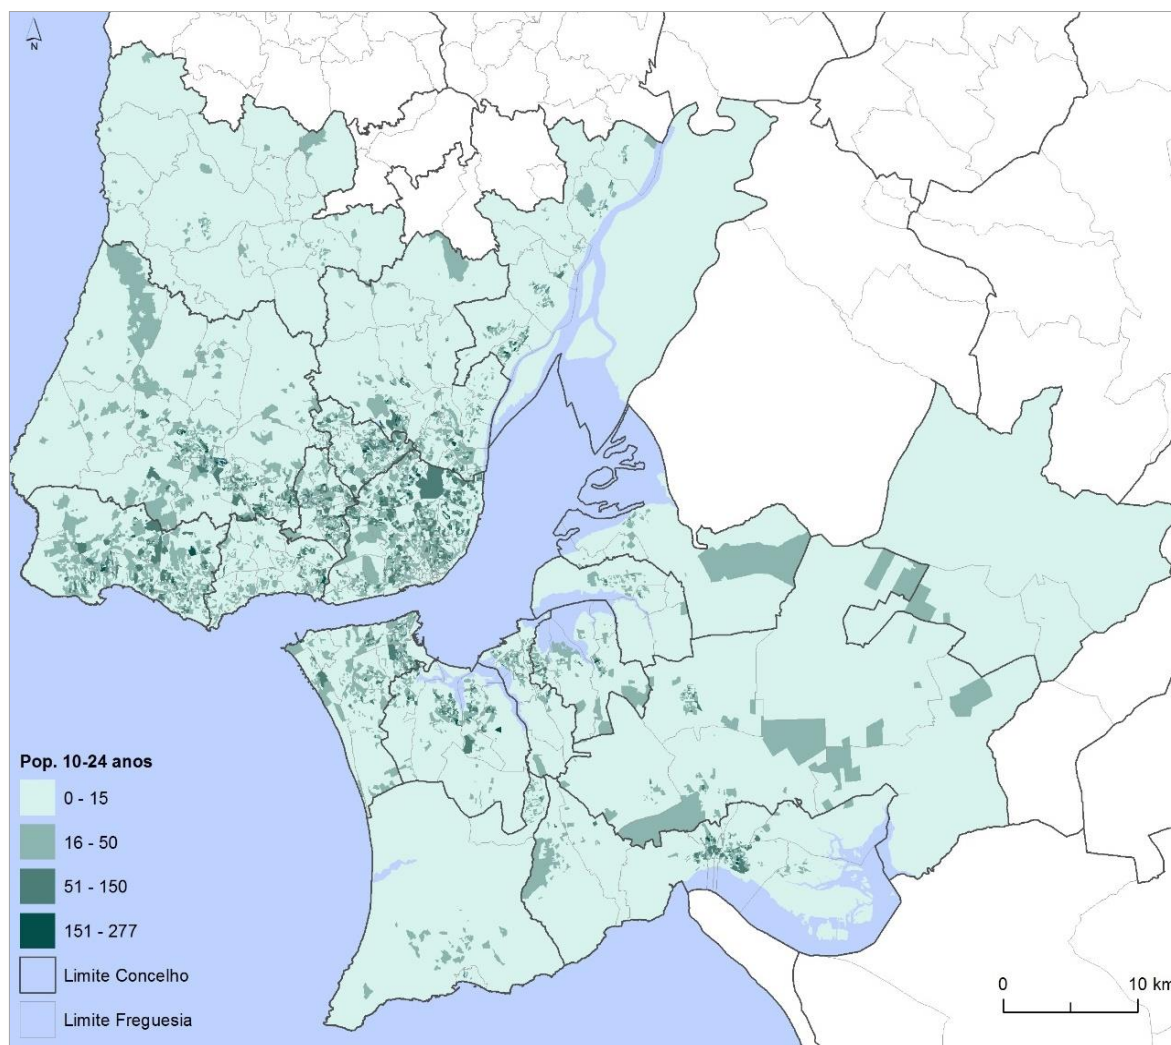 N
Pop. 10-24 anos
0 - 15
16 - 50
51 - 150
151 - 277
Limite Concelho
Limite Freguesia
0 10 km